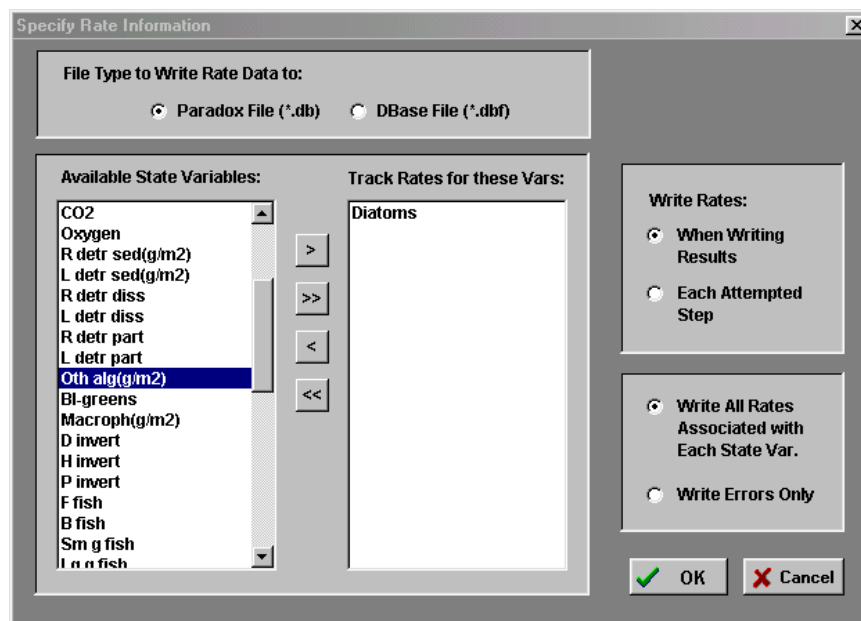 Specify Rate Information
File Type to Write Rate Data to:
Paradox File (*.db)
DBase File (*.dbf)
Available State Variables:
CO2
Oxygen
R detr sed(g/m2)
L detr sed(g/m2)
R detr diss
L detr diss
R detr part
L detr part
Oth alg(g/m2)
Bl-greens
Macroph(g/m2)
D invert
H invert
P invert
F fish
B fish
Sm g fish
Lg g fish
>
>>
<
<<
Track Rates for these Vars:
Diatoms
Write Rates:
When Writing
Results
Each Attempted
Step
Write All Rates
Associated with
Each State Var.
Write Errors Only
OK
Cancel